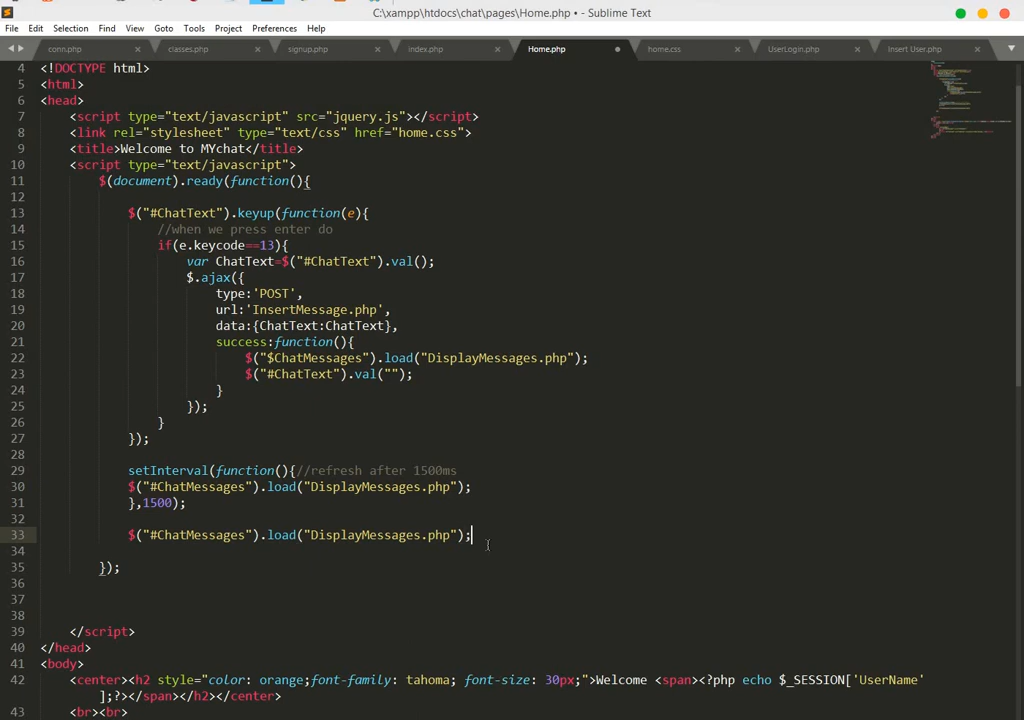 C:\xampp\htdocs\chat\pages\Home.php • - Sublime Text
File Edit Selection Find View Goto Tools Project Preferences Help
conn.php × classes.php × signup.php × index.php × Home.php home.css × UserLogin.php × Insert User.php ×
4 <!DOCTYPE html>
5 <html>
6 <head>
7 <script type="text/javascript" src="jquery.js"></script>
8 <link rel="stylesheet" type="text/css" href="home.css">
9 <title>Welcome to MYchat</title>
10 <script type="text/javascript">
11 $(document).ready(function(){
12
13 $("#ChatText").keyup(function(e){
14 //when we press enter do
15 if(e.keycode==13){
16 var ChatText=$("#ChatText").val();
17 $.ajax({
18 type:'POST',
19 url:'InsertMessage.php',
20 data:{ChatText:ChatText},
21 success:function(){
22 $("$ChatMessages").load("DisplayMessages.php");
23 $("#ChatText").val("");
24 }
25 });
26 }
27 });
28
29 setInterval(function(){//refresh after 1500ms
30 $("#ChatMessages").load("DisplayMessages.php");
31 },1500);
32
33 $("#ChatMessages").load("DisplayMessages.php");
34
35 });
36
37
38
39 </script>
40 </head>
41 <body>
42 <center><h2 style="color: orange;font-family: tahoma; font-size: 30px;">Welcome <span><?php echo $_SESSION['UserName'
];?></span></h2></center>
43 <br><br>